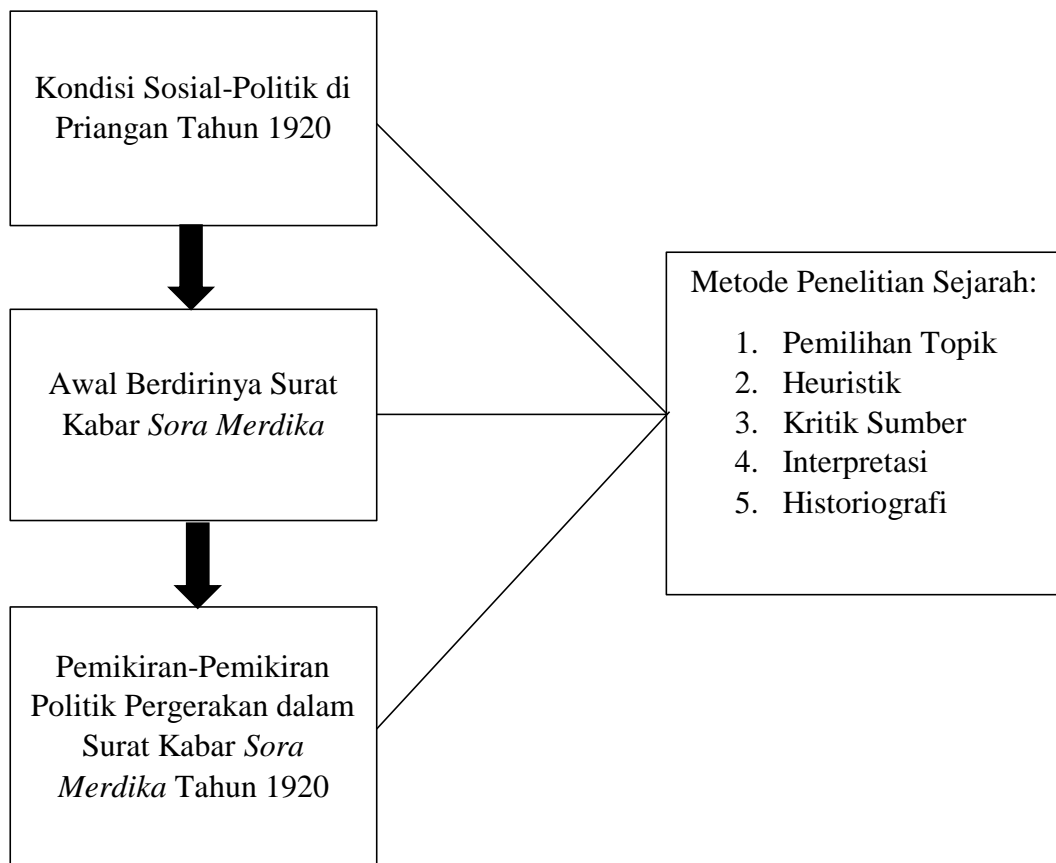 Kondisi Sosial-Politik di
Priangan Tahun 1920
Awal Berdirinya Surat
Kabar Sora Merdika
Pemikiran-Pemikiran
Politik Pergerakan dalam
Surat Kabar Sora
Merdika Tahun 1920
Metode Penelitian Sejarah:
1. Pemilihan Topik
2. Heuristik
3. Kritik Sumber
4. Interpretasi
5. Historiografi